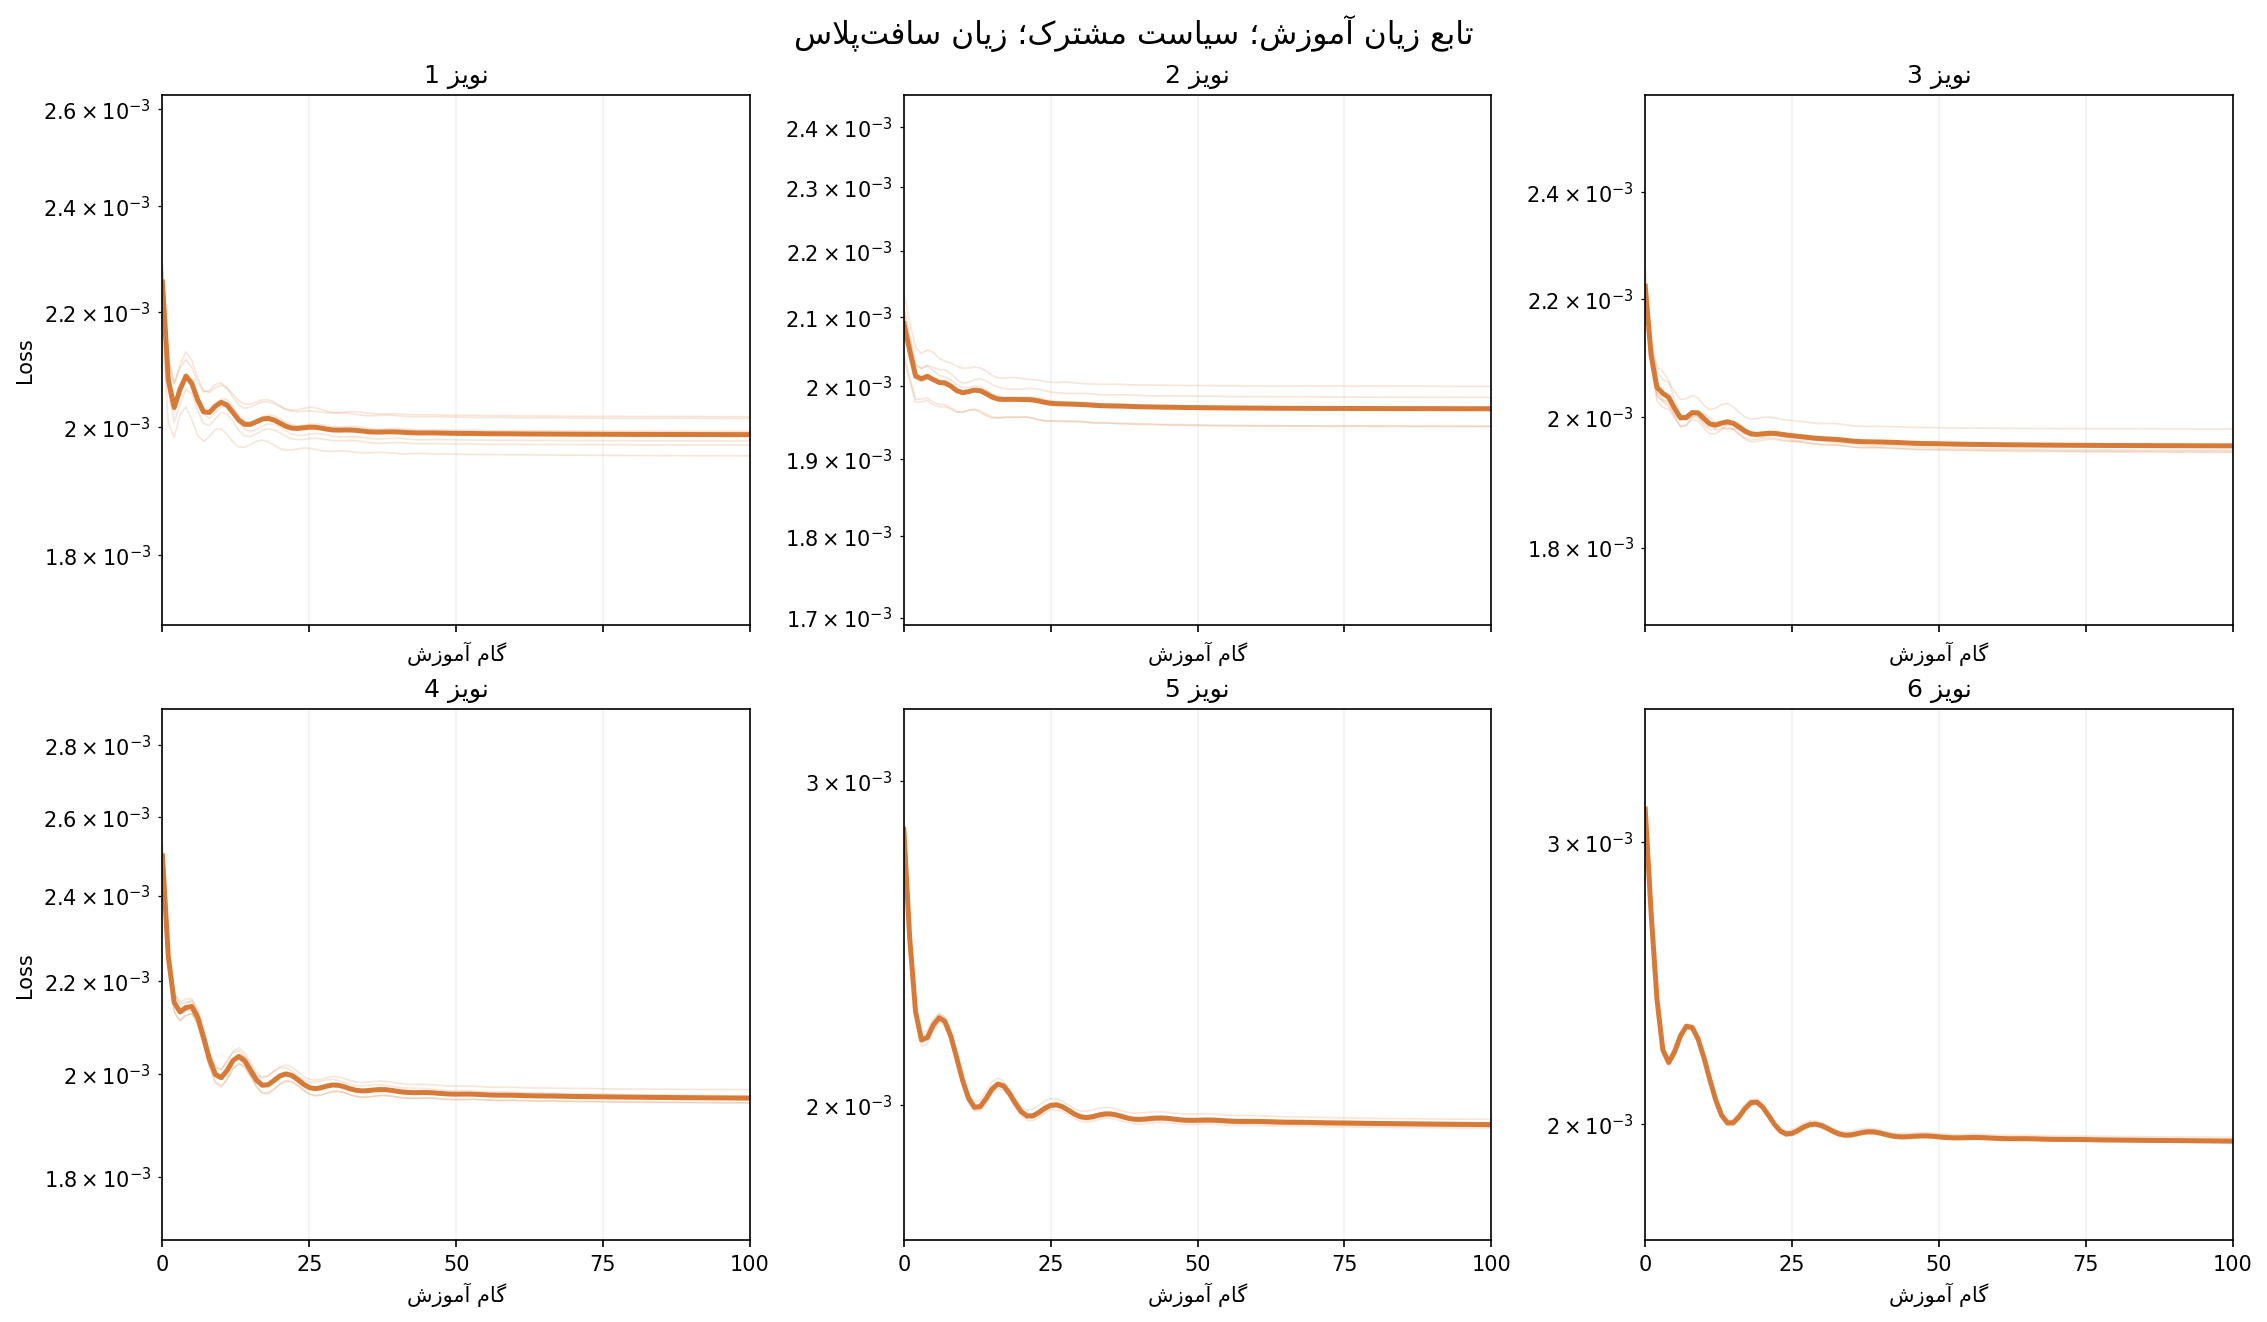 تابع زیان آموزش؛ سیاست مشترک؛ زیان سافت‌پلاس
نویز 1
2.6 × 10⁻³
2.4 × 10⁻³
2.2 × 10⁻³
2 × 10⁻³
1.8 × 10⁻³
Loss
گام آموزش
نویز 2
2.4 × 10⁻³
2.3 × 10⁻³
2.2 × 10⁻³
2.1 × 10⁻³
2 × 10⁻³
1.9 × 10⁻³
1.8 × 10⁻³
1.7 × 10⁻³
گام آموزش
نویز 3
2.4 × 10⁻³
2.2 × 10⁻³
2 × 10⁻³
1.8 × 10⁻³
گام آموزش
نویز 4
2.8 × 10⁻³
2.6 × 10⁻³
2.4 × 10⁻³
2.2 × 10⁻³
2 × 10⁻³
1.8 × 10⁻³
Loss
0 25 50 75 100
گام آموزش
نویز 5
3 × 10⁻³
2 × 10⁻³
0 25 50 75 100
گام آموزش
نویز 6
3 × 10⁻³
2 × 10⁻³
0 25 50 75 100
گام آموزش